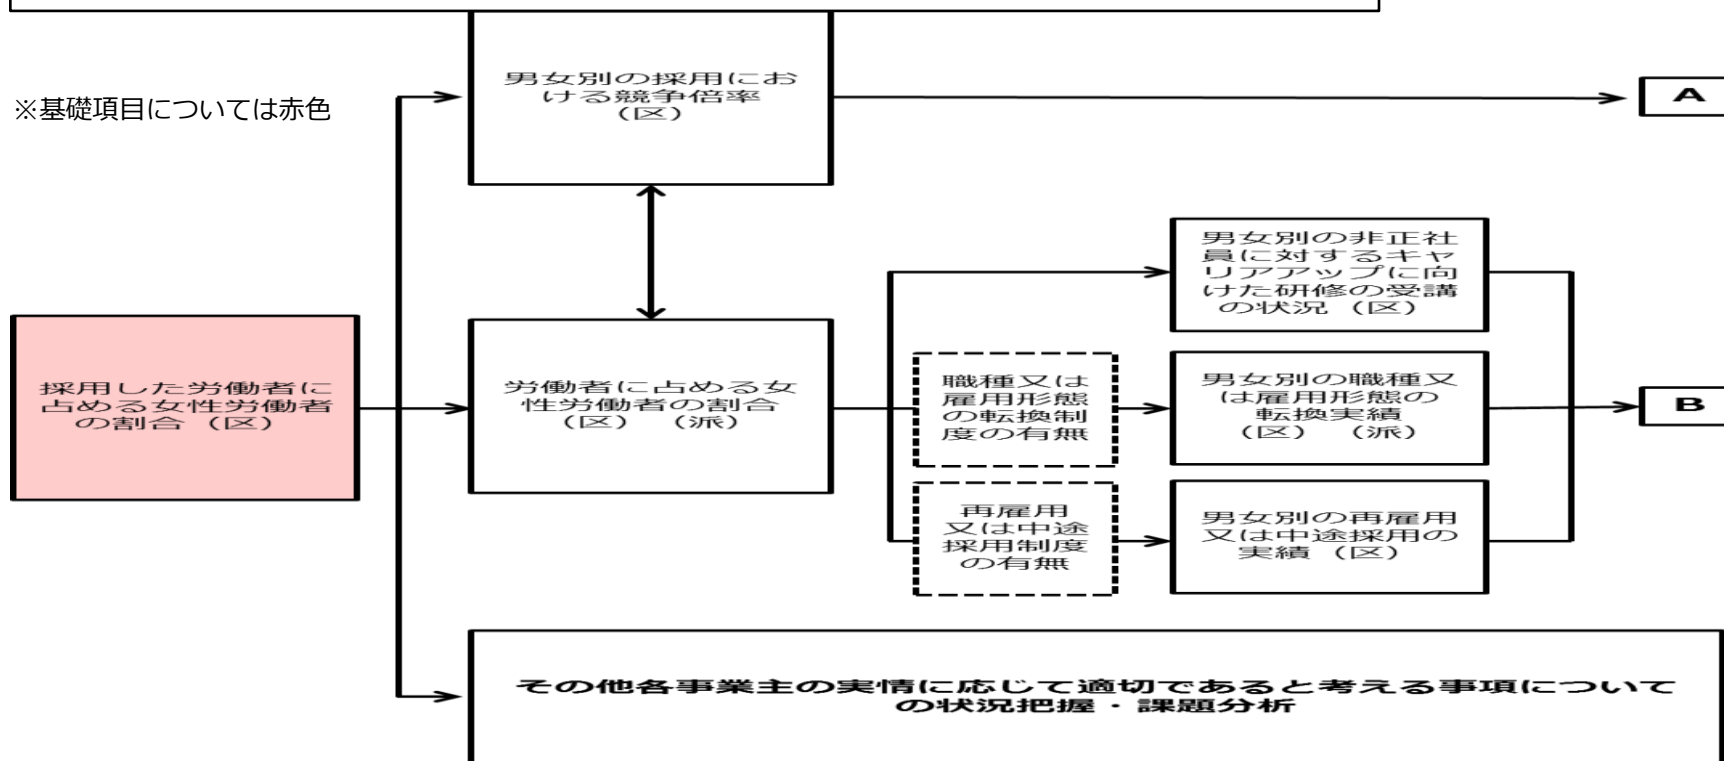 ※基礎項目については赤色
男女別の採用にお
ける競争倍率
(区)
A
採用した労働者に
占める女性労働者
の割合 (区)
労働者に占める女
性労働者の割合
(区) (派)
男女別の非正社
員に対するキャ
リアアップに向
けた研修の受講
の状況 (区)
職種又は
雇用形態
の転換制
度の有無
男女別の職種又
は雇用形態の
転換実績
(区) (派)
B
再雇用
又は中途
採用制度
の有無
男女別の再雇用
又は中途採用の
実績 (区)
その他各事業主の実情に応じて適切であると考える事項について
の状況把握・課題分析